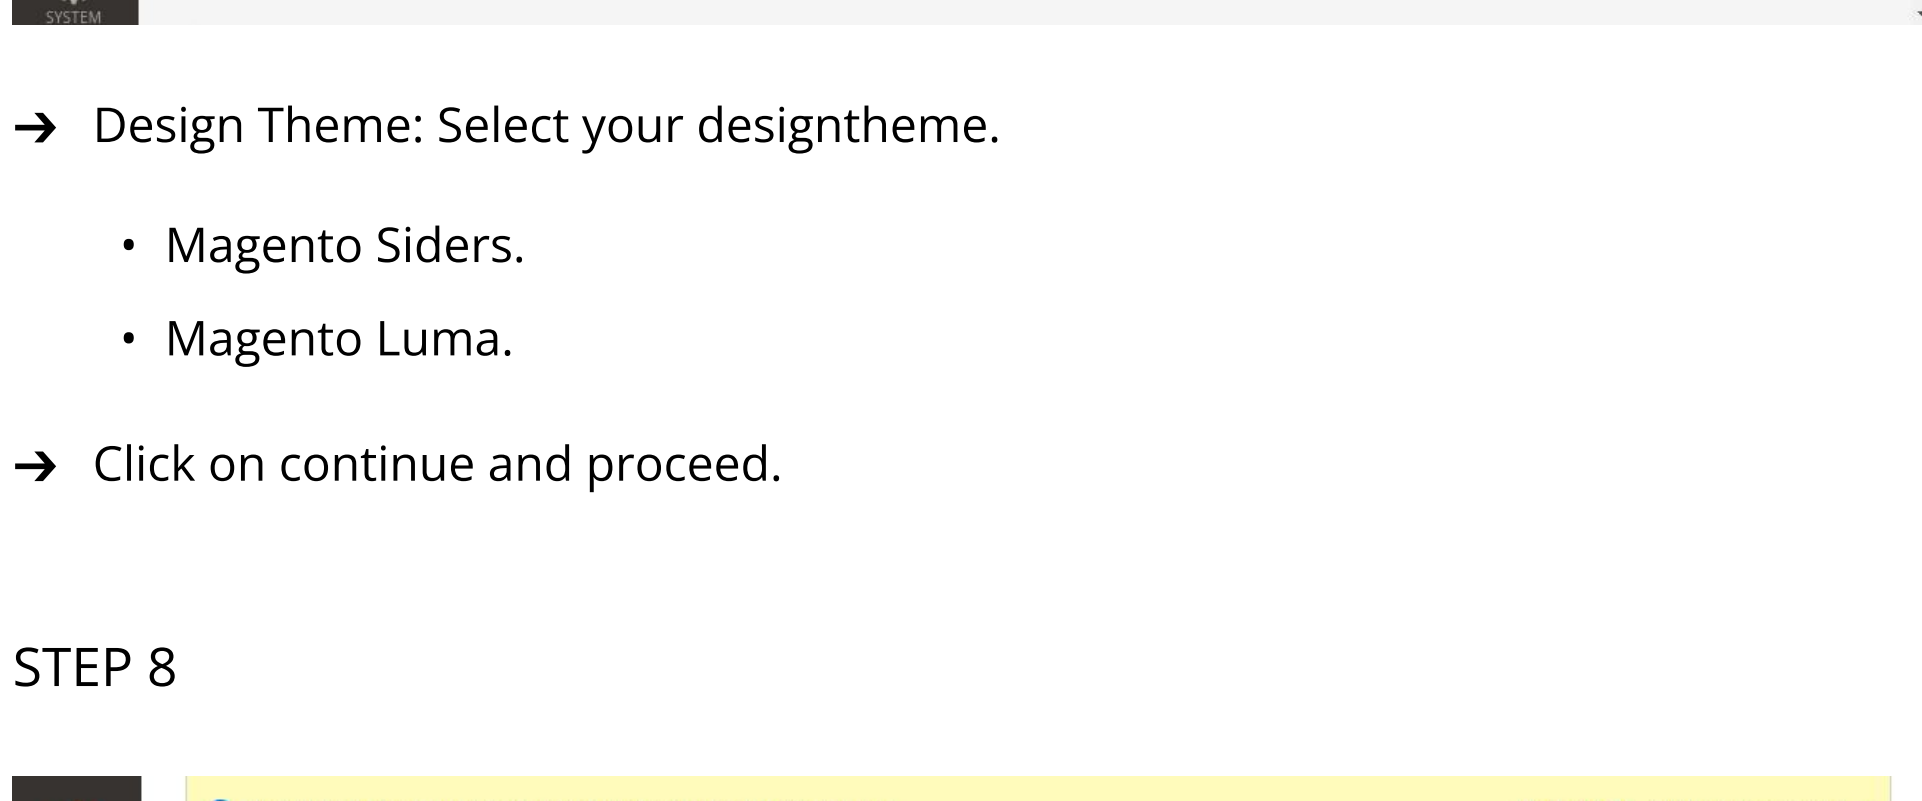 SYSTEM
➔ Design Theme: Select your designtheme.
• Magento Siders.
• Magento Luma.
➔ Click on continue and proceed.
STEP 8